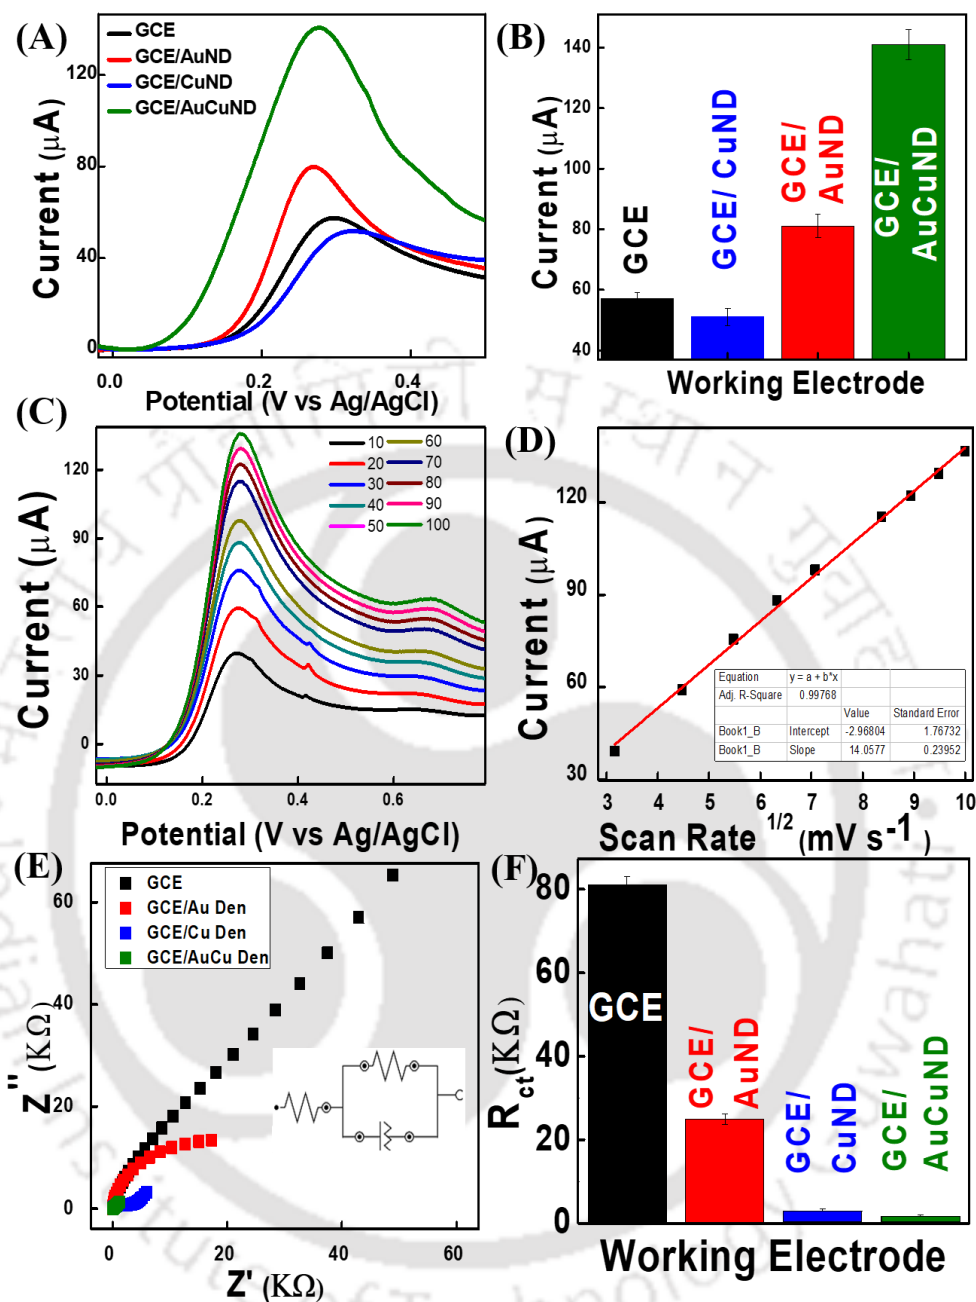 (A)
GCE
GCE/AuND
GCE/CuND
GCE/AuCuND
Current (μA)
120
80
40
0
0.0 0.2 0.4
Potential (V vs Ag/AgCl)
(B)
Current (μA)
140
120
100
80
60
40
GCE
GCE/ CuND
GCE/
AuND
GCE/
AuCuND
Working Electrode
(C)
Current (μA)
120
90
60
30
0
10 60
20 70
30 80
40 90
50 100
-0.0 0.2 0.4 0.6
Potential (V vs Ag/AgCl)
(D)
Current (μA)
120
90
60
30
Equation y = a + b*x
Adj. R-Square 0.99768
Value Standard Error
Book1_B Intercept -2.96804 1.76732
Book1_B Slope 14.0577 0.23952
3 4 5 6 7 8 9 10
Scan Rate 1/2 (mV s-1)
(E)
GCE
GCE/Au Den
GCE/Cu Den
GCE/AuCu Den
Z'' (KΩ)
60
40
20
0
0 20 40 60
Z' (KΩ)
(F)
Rct (KΩ)
80
60
40
20
0
GCE
GCE/
AuND
GCE/
CuND
GCE/
AuCuND
Working Electrode